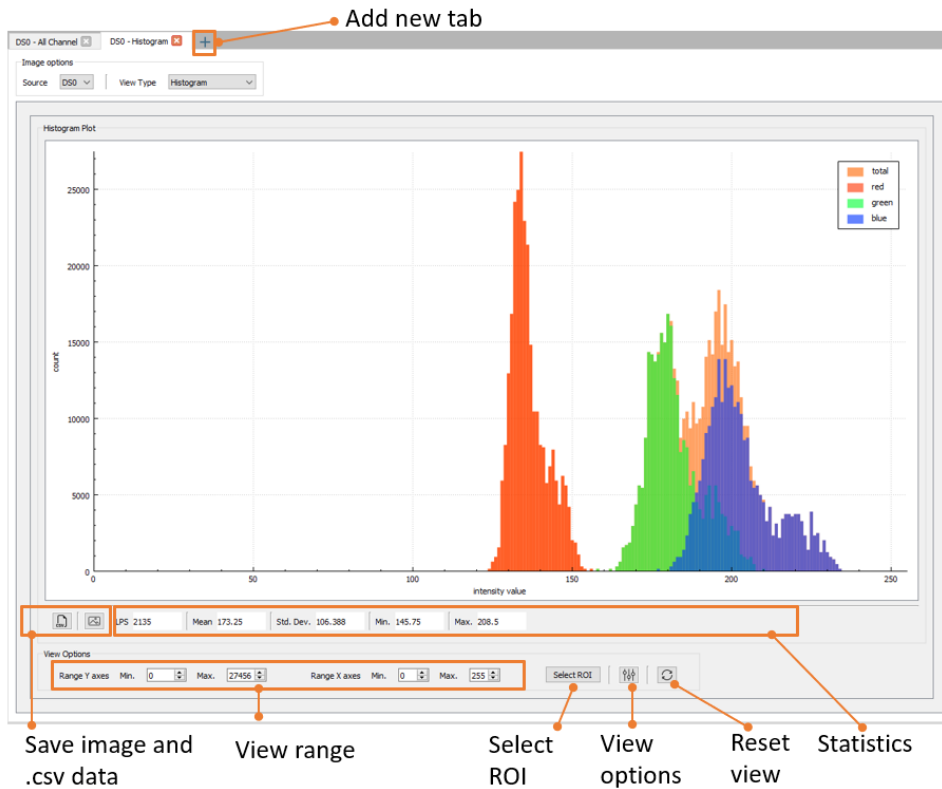 Add new tab
DS0 - All Channel
DS0 - Histogram
Image options
Source DS0 View Type Histogram
Histogram Plot
total
red
green
blue
25000
20000
15000
10000
5000
0
count
0 50 100 150 200 250
intensity value
LPS 2135 Mean 173.25 Std. Dev. 106.388 Min. 145.75 Max. 208.5
View Options
Range Y axes Min. 0 Max. 27456 Range X axes Min. 0 Max. 255 Select ROI
Save image and
.csv data
View range
Select
ROI
View
options
Reset
view
Statistics